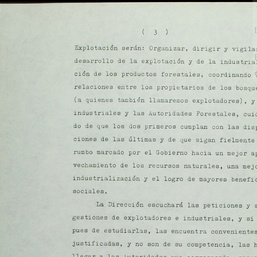 ( 3 )
Explotación serán: Organizar, dirigir y vigila
desarrollo de la explotación y de la industria
ción de los productos forestales, coordinando
relaciones entre los propietarios de los bosque
(a quienes también llamaremos explotadores), y
industriales y las Autoridades Forestales, cui
do de que los dos primeros cumplan con las disp
ciones de las últimas y de que sigan fielmente
rumbo marcado por el Gobierno hacia un mejor ap
vechamiento de los recursos naturales, una mejo
industrialización y el logro de mayores benefic
sociales.
La Dirección escuchará las peticiones y s
gestiones de explotadores e industriales, y si
pues de estudiarlas, las encuentra convenientes
justificadas, y no son de su competencia, las h